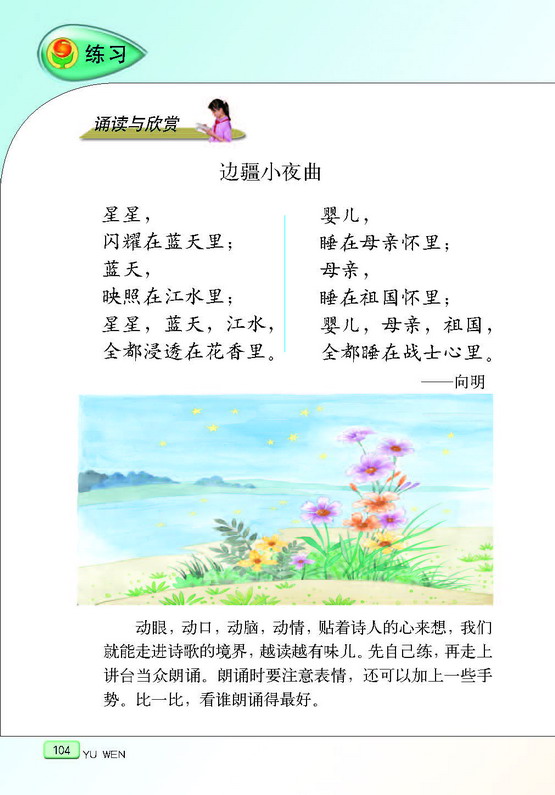 练习
诵读与欣赏
边疆小夜曲
星星，
闪耀在蓝天里；
蓝天，
映照在江水里；
星星，蓝天，江水，
全都浸透在花香里。
婴儿，
睡在母亲怀里；
母亲，
睡在祖国怀里；
婴儿，母亲，祖国，
全都睡在战士心里。
——向明
动眼，动口，动脑，动情，贴着诗人的心来想，我们
就能走进诗歌的境界，越读越有味儿。先自己练，再走上
讲台当众朗诵。朗诵时要注意表情，还可以加上一些手
势。比一比，看谁朗诵得最好。
104 YU WEN